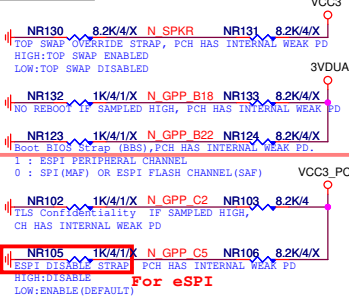 VCC3
NR130 8.2K/4/X N_SPKR NR131 8.2K/4/X
TOP SWAP OVERRIDE STRAP, PCH HAS INTERNAL WEAK PD
HIGH:TOP SWAP ENABLED
LOW:TOP SWAP DISABLED
3VDUA
NR132 1K/4/1/X N_GPP_B18 NR133 8.2K/4/X
NO REBOOT IF SAMPLED HIGH, PCH HAS INTERNAL WEAK PD
NR123 1K/4/1/X N_GPP_B22 NR124 8.2K/4/X
Boot BIOS Strap (BBS),PCH HAS INTERNAL WEAK PD.
1 : ESPI PERIPHERAL CHANNEL
0 : SPI(MAF) OR ESPI FLASH CHANNEL(SAF)
VCC3_PC
NR102 1K/4/1/X N_GPP_C2 NR103 8.2K/4
TLS Confidentiality IF SAMPLED HIGH,
CH HAS INTERNAL WEAK PD
NR105 1K/4/1/X N_GPP_C5 NR106 8.2K/4/X
ESPI DISABLE STRAP PCH HAS INTERNAL WEAK PD
HIGH:DISABLE
For eSPI
LOW:ENABLE(DEFAULT)